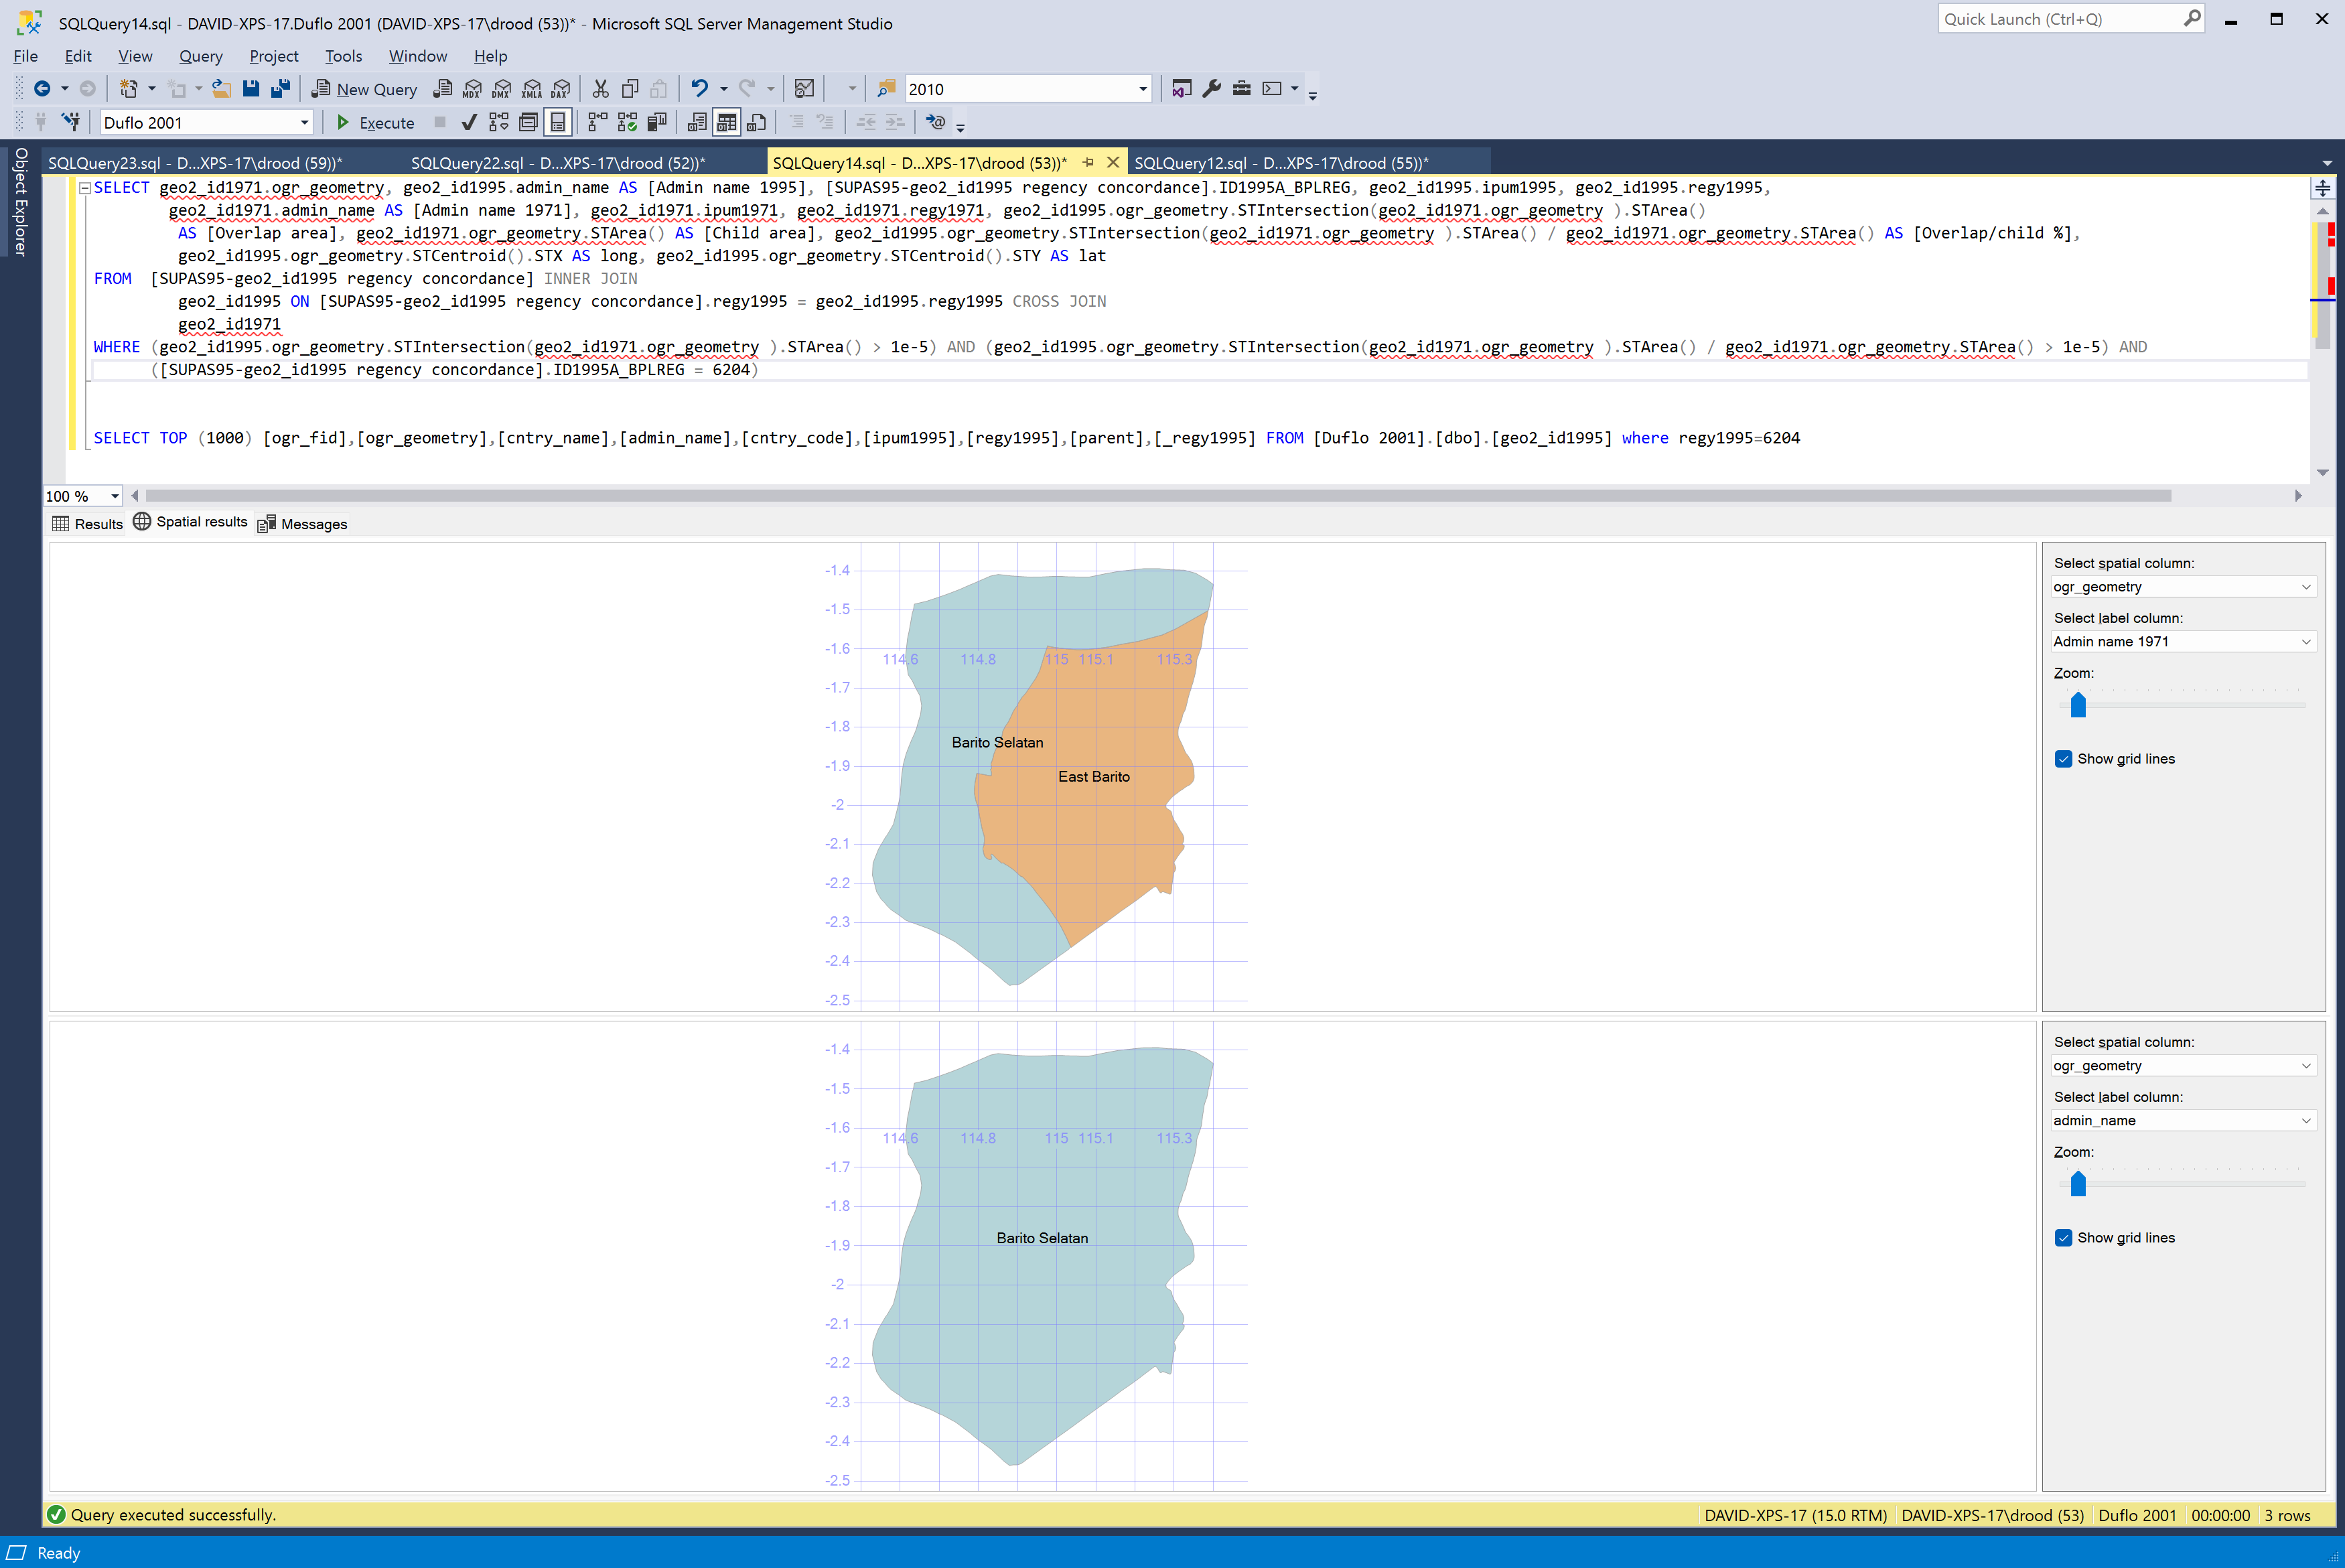 SQLQuery14.sql - DAVID-XPS-17.Duflo 2001 (DAVID-XPS-17\drood (53))* - Microsoft SQL Server Management Studio
Quick Launch (Ctrl+Q)
File Edit View Query Project Tools Window Help
New Query MDX DMX XMLA DAX 2010
Duflo 2001 Execute
Object Explorer
SQLQuery23.sql - D...XPS-17\drood (59))* SQLQuery22.sql - D...XPS-17\drood (52))* SQLQuery14.sql - D...XPS-17\drood (53))* SQLQuery12.sql - D...XPS-17\drood (55))*
SELECT geo2_id1971.ogr_geometry, geo2_id1995.admin_name AS [Admin name 1995], [SUPAS95-geo2_id1995 regency concordance].ID1995A_BPLREG, geo2_id1995.ipum1995, geo2_id1995.regy1995,
geo2_id1971.admin_name AS [Admin name 1971], geo2_id1971.ipum1971, geo2_id1971.regy1971, geo2_id1995.ogr_geometry.STIntersection(geo2_id1971.ogr_geometry ).STArea()
AS [Overlap area], geo2_id1971.ogr_geometry.STArea() AS [Child area], geo2_id1995.ogr_geometry.STIntersection(geo2_id1971.ogr_geometry ).STArea() / geo2_id1971.ogr_geometry.STArea() AS [Overlap/child %],
geo2_id1995.ogr_geometry.STCentroid().STX AS long, geo2_id1995.ogr_geometry.STCentroid().STY AS lat
FROM [SUPAS95-geo2_id1995 regency concordance] INNER JOIN
geo2_id1995 ON [SUPAS95-geo2_id1995 regency concordance].regy1995 = geo2_id1995.regy1995 CROSS JOIN
geo2_id1971
WHERE (geo2_id1995.ogr_geometry.STIntersection(geo2_id1971.ogr_geometry ).STArea() > 1e-5) AND (geo2_id1995.ogr_geometry.STIntersection(geo2_id1971.ogr_geometry ).STArea() / geo2_id1971.ogr_geometry.STArea() > 1e-5) AND
([SUPAS95-geo2_id1995 regency concordance].ID1995A_BPLREG = 6204)
SELECT TOP (1000) [ogr_fid],[ogr_geometry],[cntry_name],[admin_name],[cntry_code],[ipum1995],[regy1995],[parent],[_regy1995] FROM [Duflo 2001].[dbo].[geo2_id1995] where regy1995=6204
100 %
Results Spatial results Messages
-1.4
-1.5
-1.6
114.6 114.8 115 115.1 115.3
-1.7
-1.8
Barito Selatan
-1.9
East Barito
-2
-2.1
-2.2
-2.3
-2.4
-2.5
Select spatial column:
ogr_geometry
Select label column:
Admin name 1971
Zoom:
Show grid lines
-1.4
-1.5
-1.6
114.6 114.8 115 115.1 115.3
-1.7
-1.8
Barito Selatan
-1.9
-2
-2.1
-2.2
-2.3
-2.4
-2.5
Select spatial column:
ogr_geometry
Select label column:
admin_name
Zoom:
Show grid lines
Query executed successfully. DAVID-XPS-17 (15.0 RTM) DAVID-XPS-17\drood (53) Duflo 2001 00:00:00 3 rows
Ready